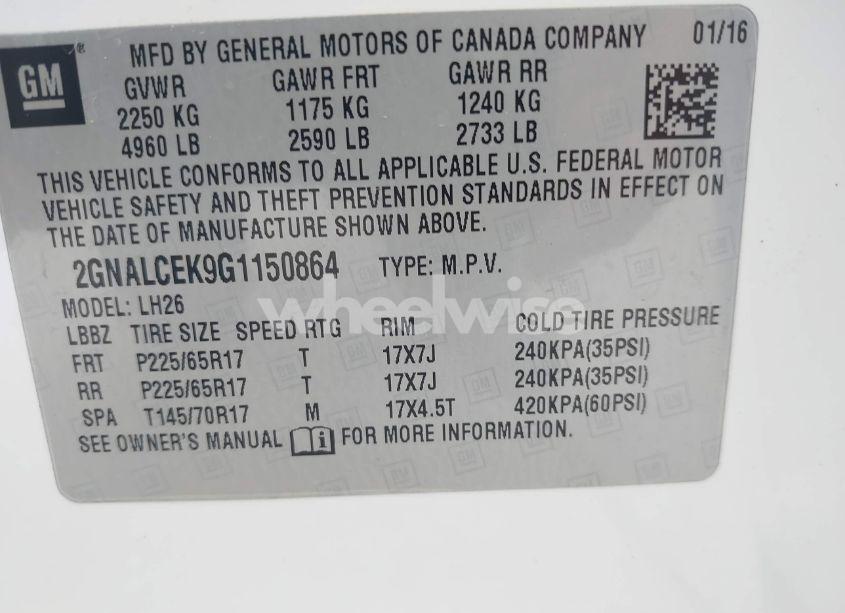 GM®
MFD BY GENERAL MOTORS OF CANADA COMPANY 01/16
GVWR GAWR FRT GAWR RR
2250 KG 1175 KG 1240 KG
4960 LB 2590 LB 2733 LB
THIS VEHICLE CONFORMS TO ALL APPLICABLE U.S. FEDERAL MOTOR
VEHICLE SAFETY AND THEFT PREVENTION STANDARDS IN EFFECT ON
THE DATE OF MANUFACTURE SHOWN ABOVE.
2GNALCEK9G1150864 TYPE: M.P.V.
MODEL: LH26
wheelwise
LBBZ TIRE SIZE SPEED RTG RIM COLD TIRE PRESSURE
FRT P225/65R17 T 17X7J 240KPA(35PSI)
RR P225/65R17 T 17X7J 240KPA(35PSI)
SPA T145/70R17 M 17X4.5T 420KPA(60PSI)
SEE OWNER'S MANUAL i FOR MORE INFORMATION.